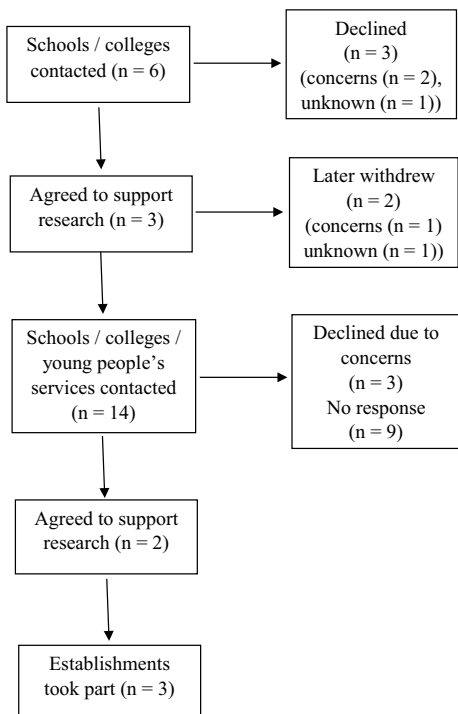 Schools / colleges
contacted (n = 6)
Declined
(n = 3)
(concerns (n = 2),
unknown (n = 1))
Agreed to support
research (n = 3)
Later withdrew
(n = 2)
(concerns (n = 1)
unknown (n = 1))
Schools / colleges /
young people’s
services contacted
(n = 14)
Declined due to
concerns
(n = 3)
No response
(n = 9)
Agreed to support
research (n = 2)
Establishments
took part (n = 3)